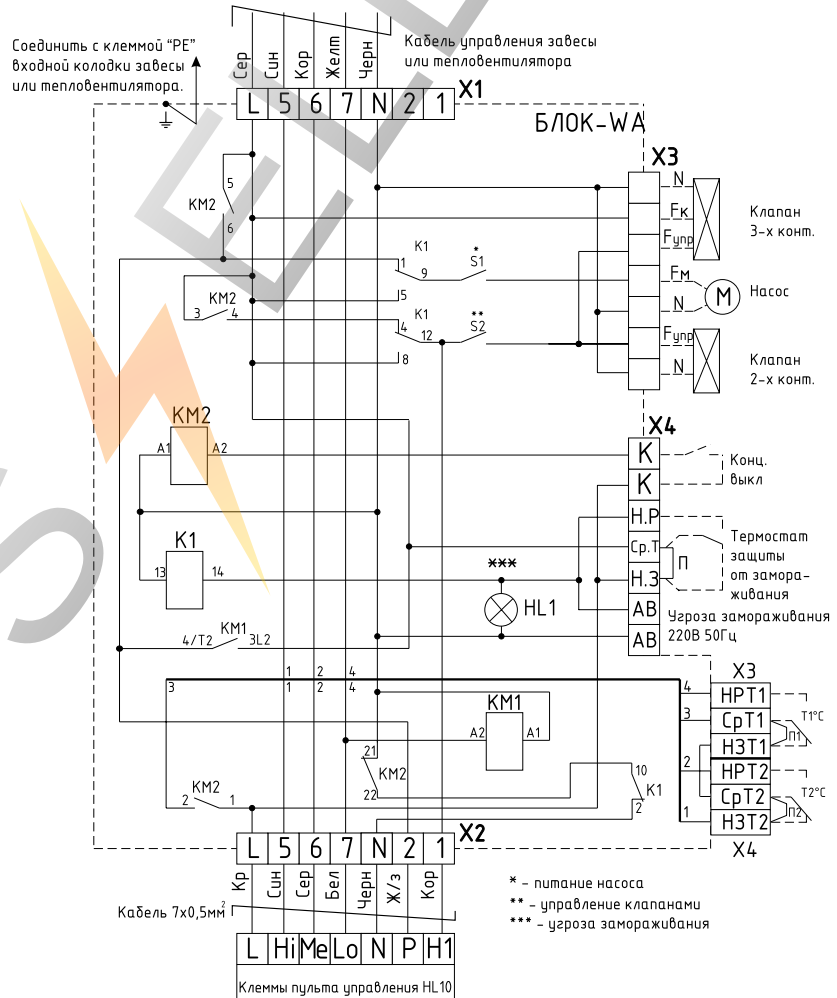 Соединить с клеммой “PE”
входной колодки завесы
или тепловентилятора.
Кабель управления завесы
или тепловентилятора
Сер
Син
Кор
Желт
Черн
L 5 6 7 N 2 1
X1
БЛОК-WA
X3
N
Fк
Fупр
Клапан
3-х конт.
Fм
N
M
Насос
Fупр
N
Клапан
2-х конт.
5
KM2
6
K1
1
9
*
S1
5
KM2
3 4
K1
4
12
**
S2
8
KM2
A1 A2
K1
13 14
X4
K
K
Н.Р
Ср.Т
Н.З
АВ
АВ
Конц.
выкл
Термостат
защиты
от замора-
живания
П
Угроза замораживания
220В 50Гц
***
HL1
KM1
4/T2 3L2
1 2 4
3 1 2 4
KM1
A2 A1
21
KM2
22
KM2
2 1
10
K1
2
X3
4 НРТ1
3 СрТ1
НЗТ1
2 НРТ2
СрТ2
1 НЗТ2
X4
T1°C
П1
T2°C
П2
L 5 6 7 N 2 1
X2
Кр
Син
Сер
Бел
Черн
Ж/з
Кор
Кабель 7x0,5мм²
* - питание насоса
** - управление клапанами
*** - угроза замораживания
L Hi Me Lo N P H1
Клеммы пульта управления HL10